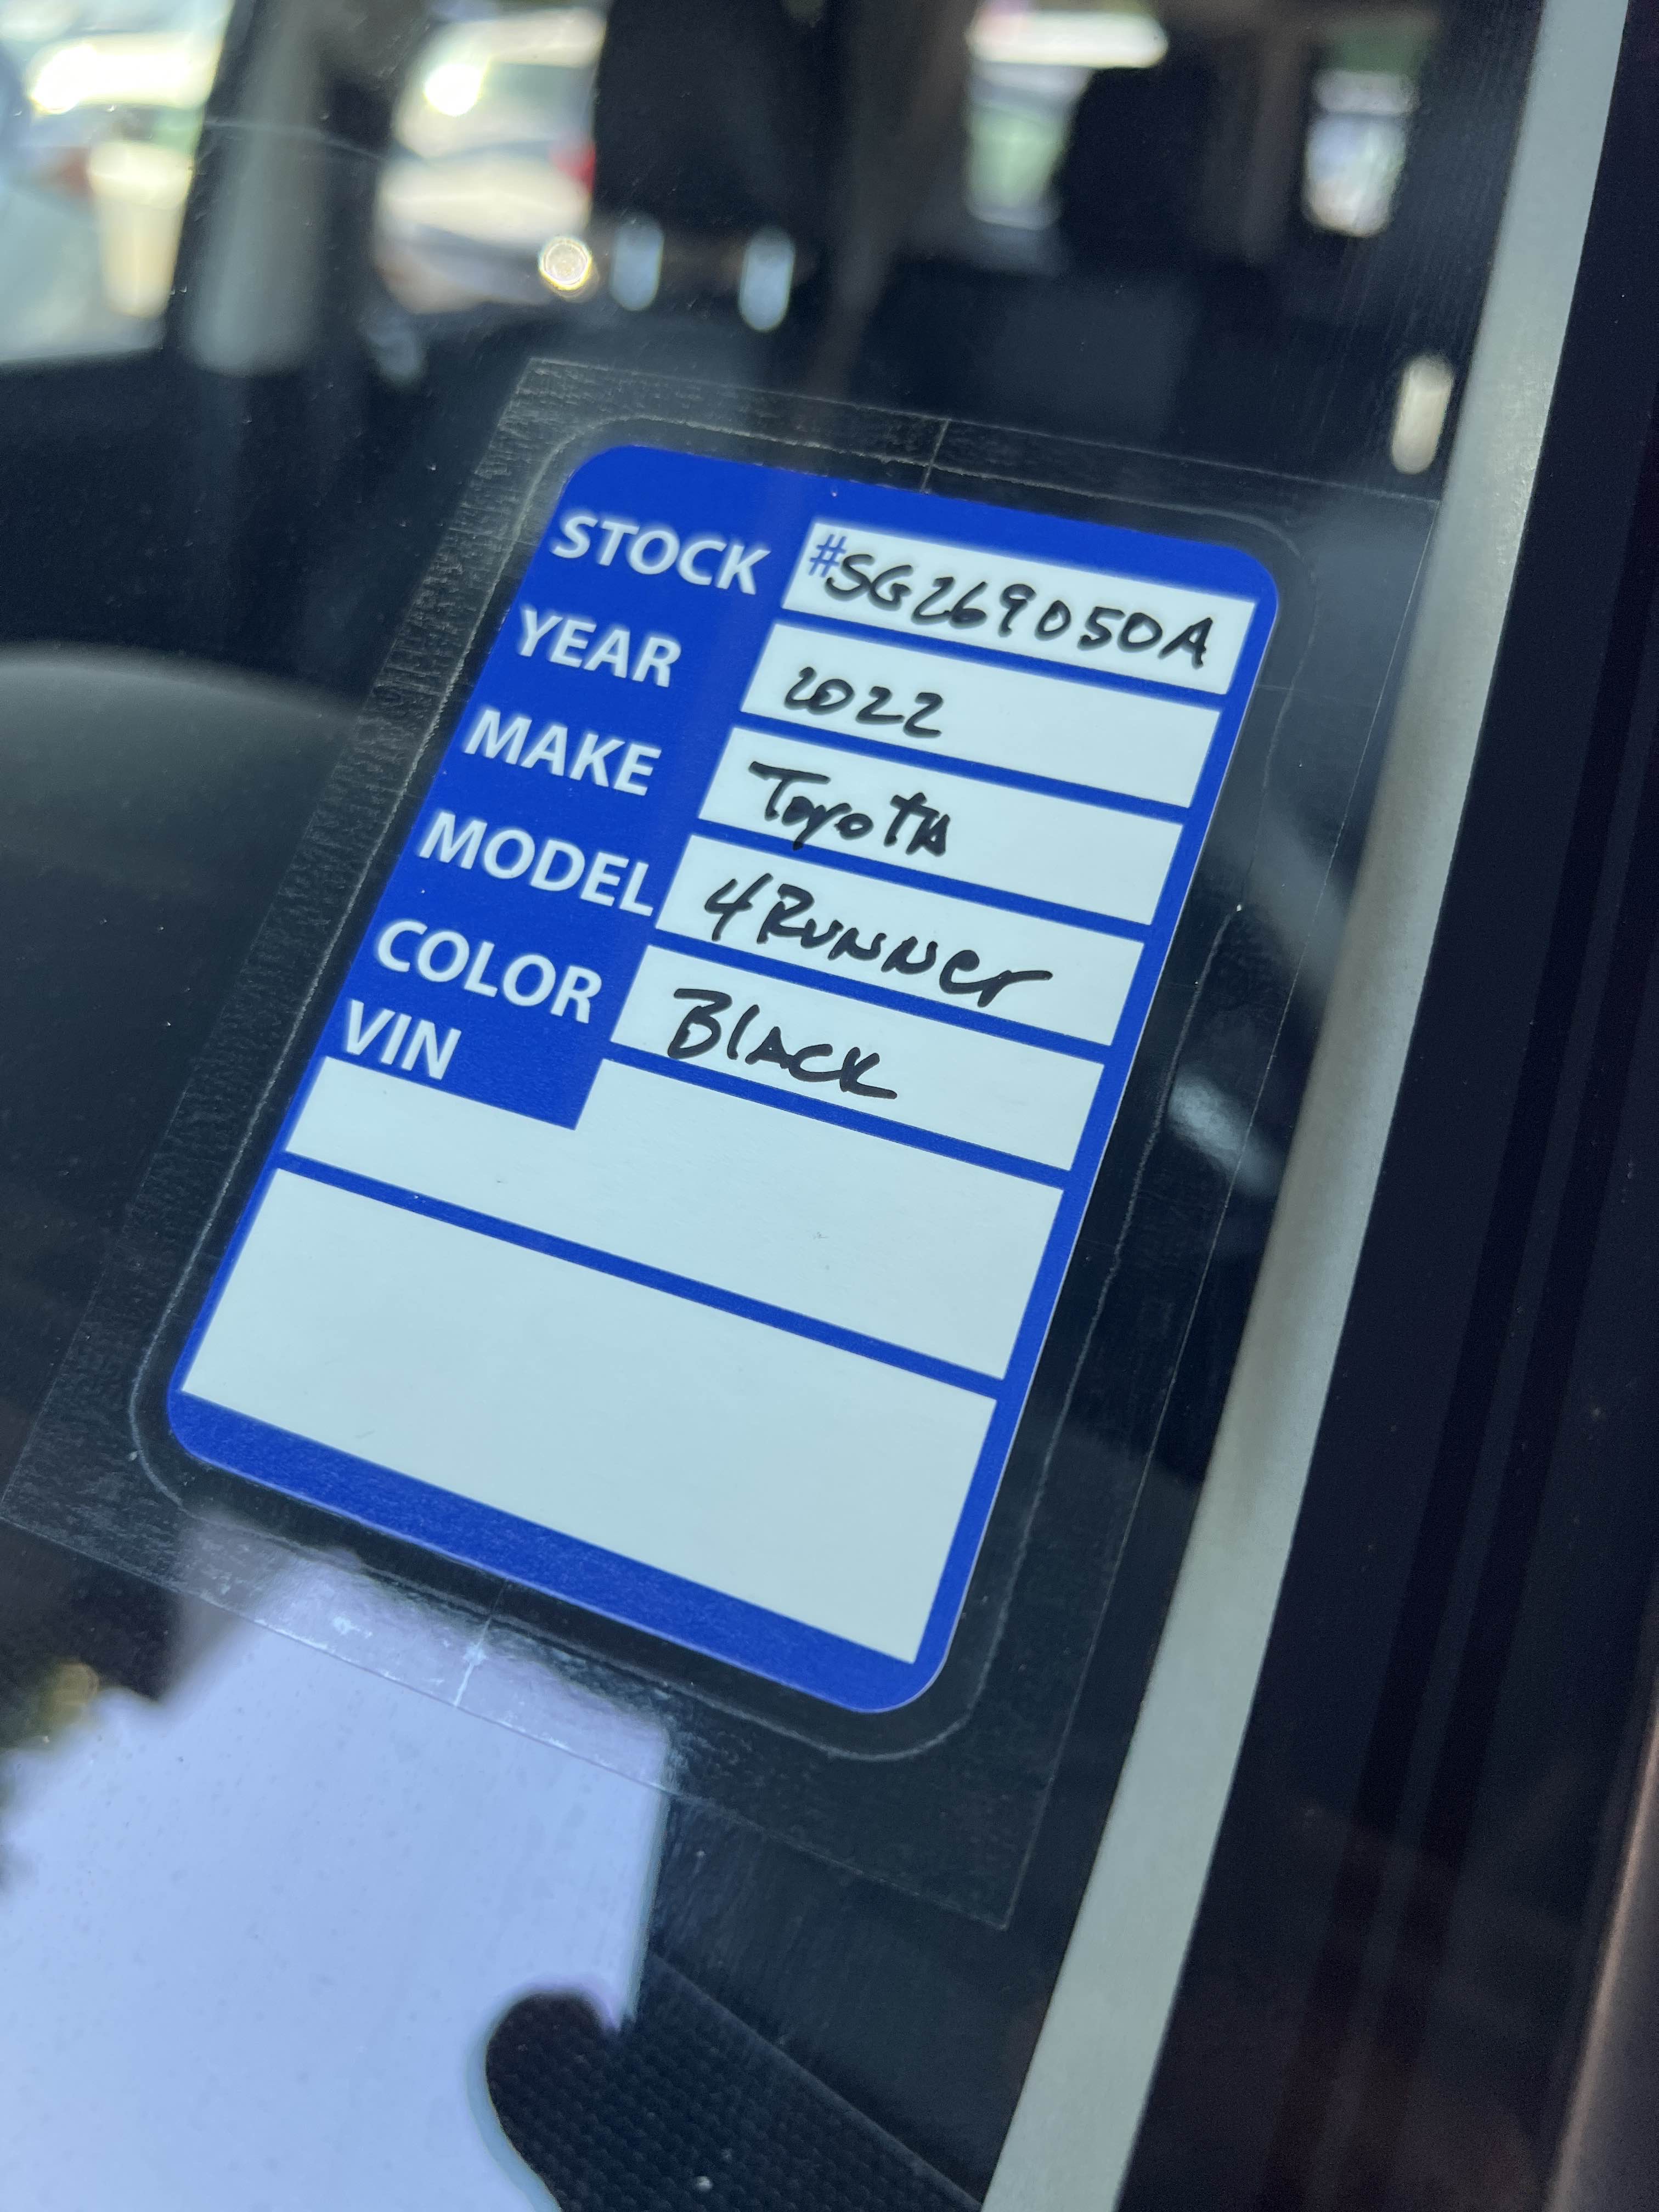 STOCK #SG269050A
YEAR 2022
MAKE Toyota
MODEL 4Runner
COLOR Black
VIN